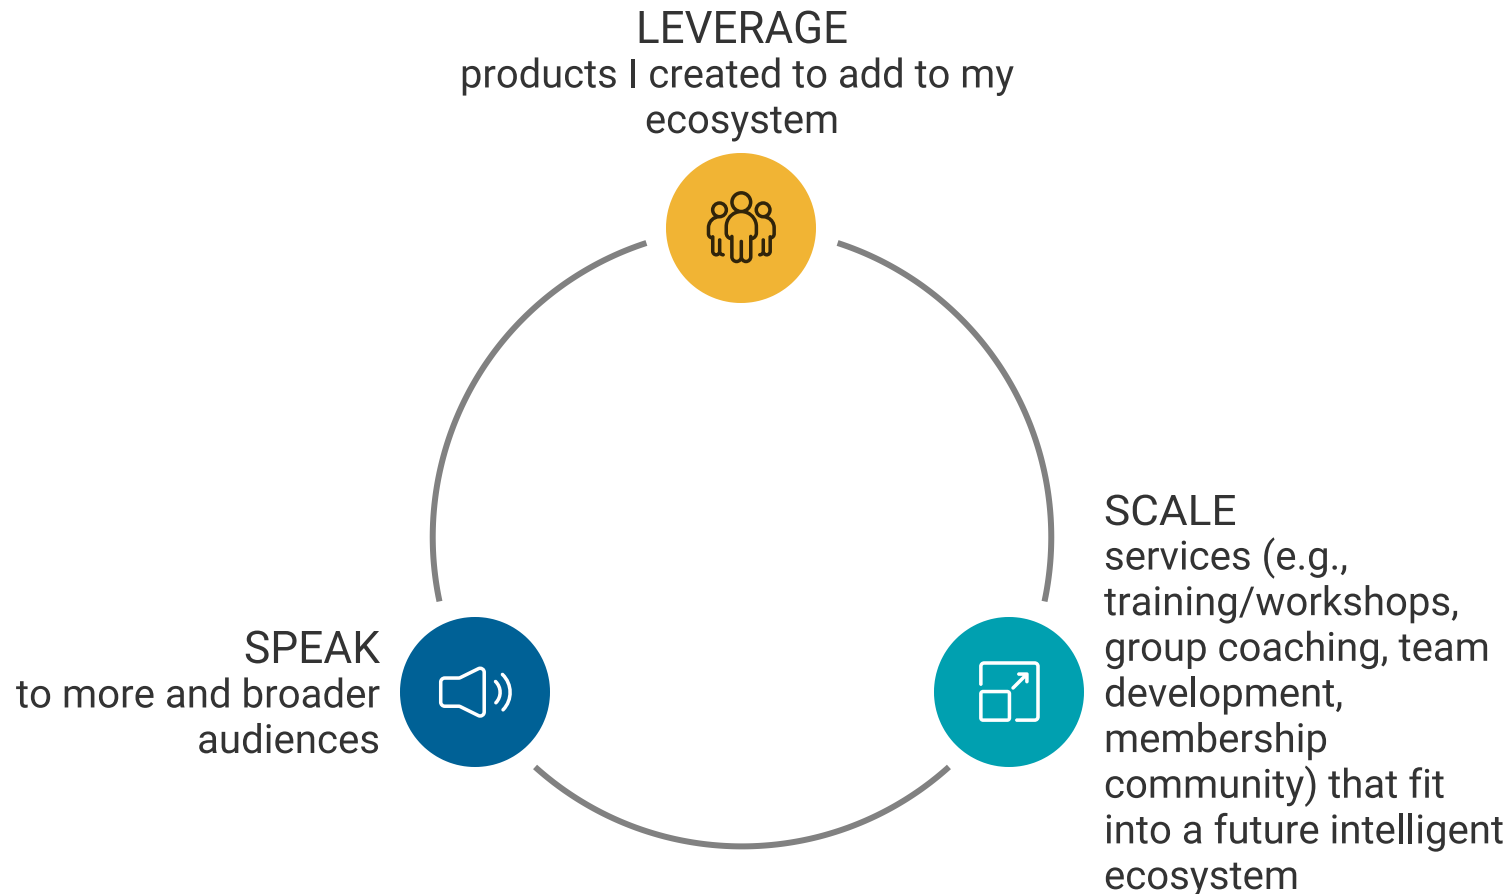 LEVERAGE
products I created to add to my
ecosystem
SCALE
services (e.g.,
training/workshops,
group coaching, team
development,
membership
community) that fit
into a future intelligent
ecosystem
SPEAK
to more and broader
audiences